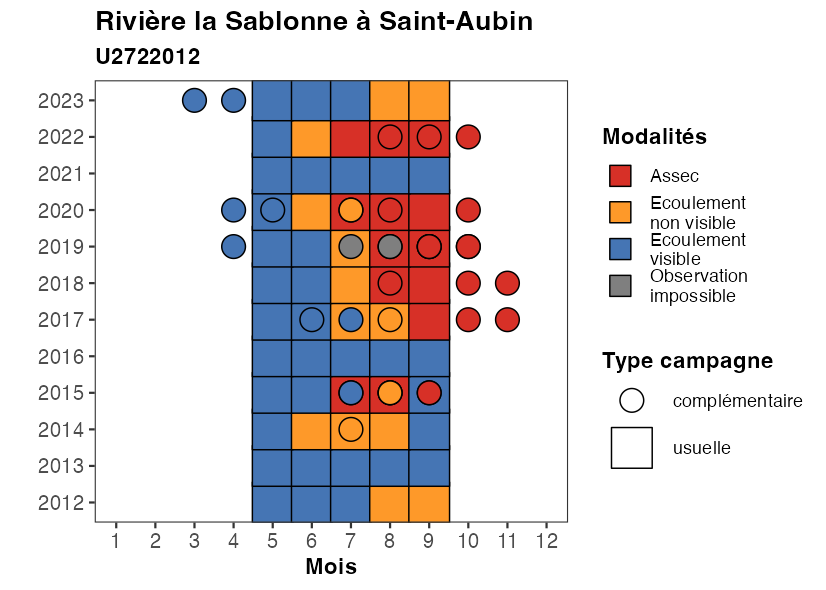 Rivière la Sablonne à Saint-Aubin
U2722012
2023
2022
2021
2020
2019
2018
2017
2016
2015
2014
2013
2012
1 2 3 4 5 6 7 8 9 10 11 12
Mois
Modalités
Assec
Ecoulement
non visible
Ecoulement
visible
Observation
impossible
Type campagne
complémentaire
usuelle